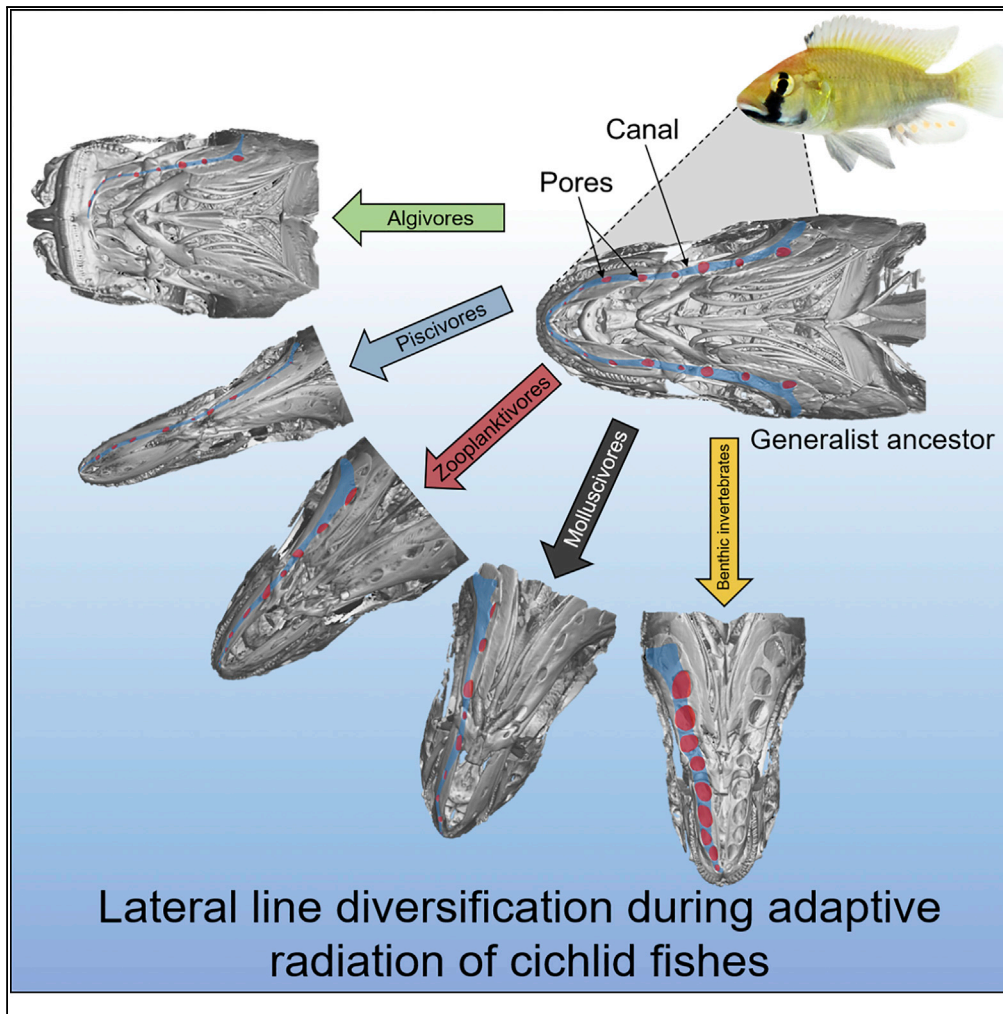 Canal
Pores
Algivores
Piscivores
Zooplanktivores
Molluscivores
Benthic invertebrates
Generalist ancestor
Lateral line diversification during adaptive
radiation of cichlid fishes